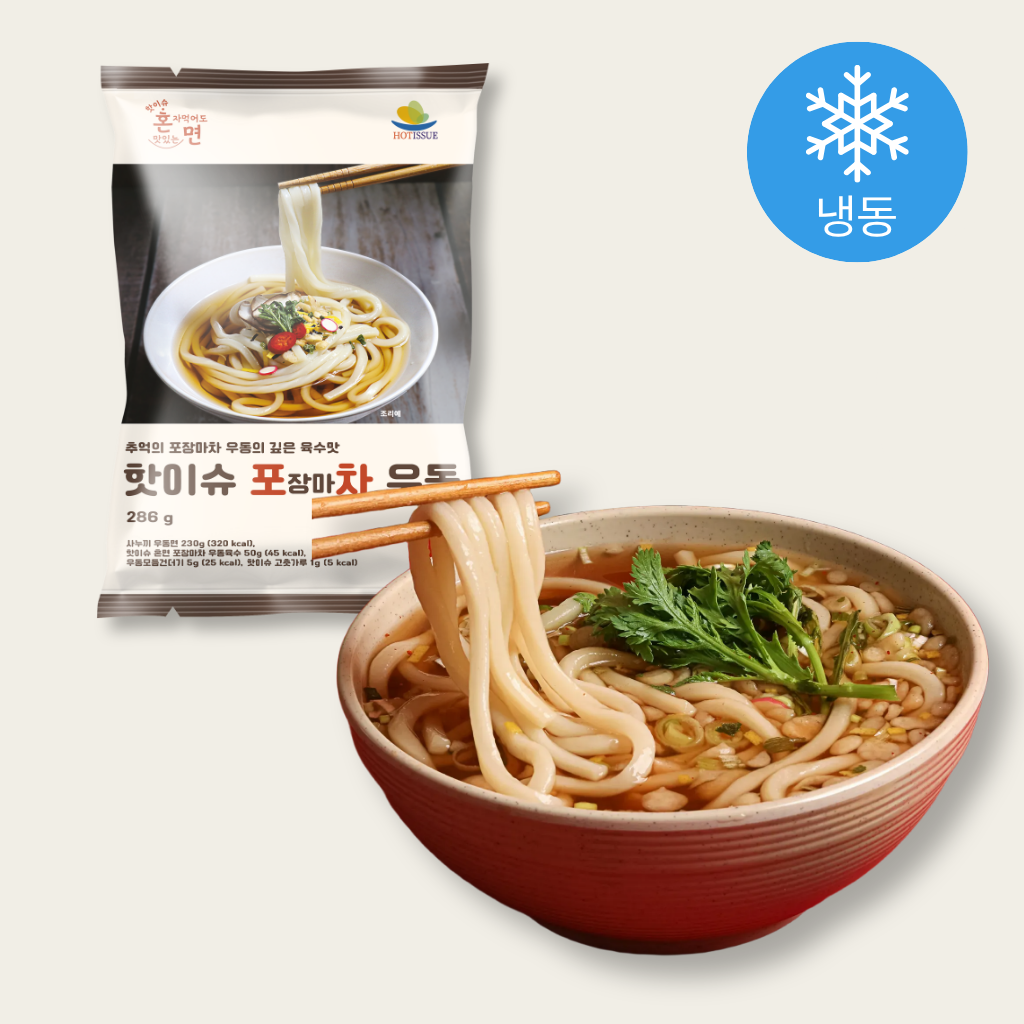 핫이슈
혼 자먹어도
맛있는 면
HOTISSUE
냉동
조리예
추억의 포장마차 우동의 깊은 육수맛
핫이슈 포장마차 우동
286 g
사누끼 우동면 230g (320 kcal),
핫이슈 혼면 포장마차 우동육수 50g (45 kcal),
우동모듬건더기 5g (25 kcal), 핫이슈 고춧가루 1g (5 kcal)